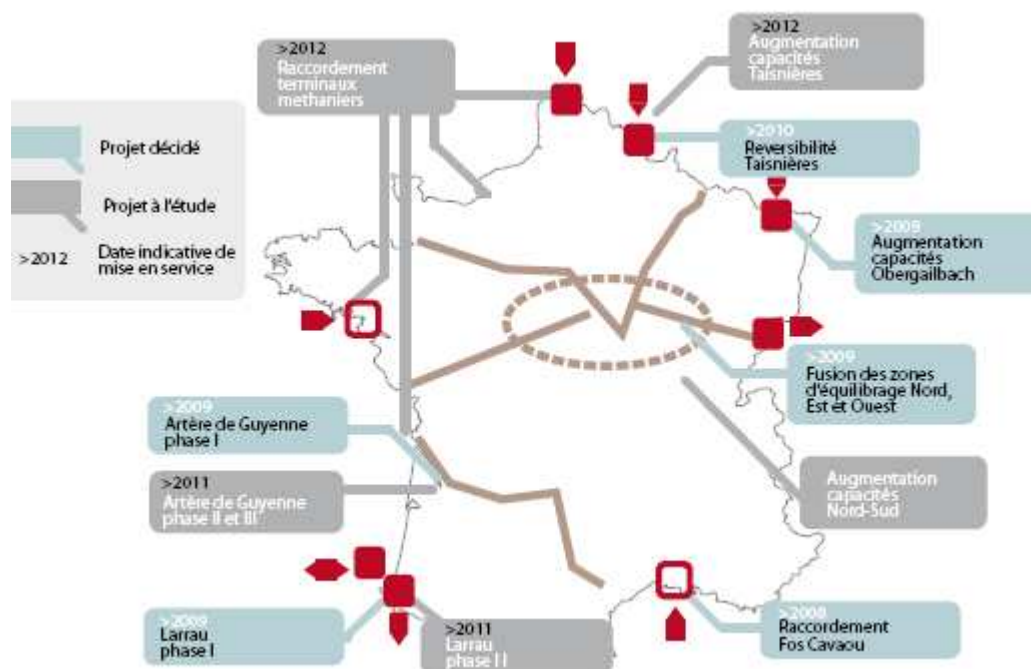 >2012
Raccordement
terminaux
methaniers
>2012
Augmentation
capacités
Taisnières
Projet décidé
Projet à l'étude
>2012
Date indicative de
mise en service
>2010
Reversibilité
Taisnières
>2009
Augmentation
capacités
Obergailbach
>2009
Fusion des zones
d'équilibrage Nord,
Est et Ouest
>2009
Artère de Guyenne
phase I
>2011
Artère de Guyenne
phase II et III
Augmentation
capacités
Nord-Sud
>2009
Larrau
phase I
>2011
Larrau
phase II
>2008
Raccordement
Fos Cavaou